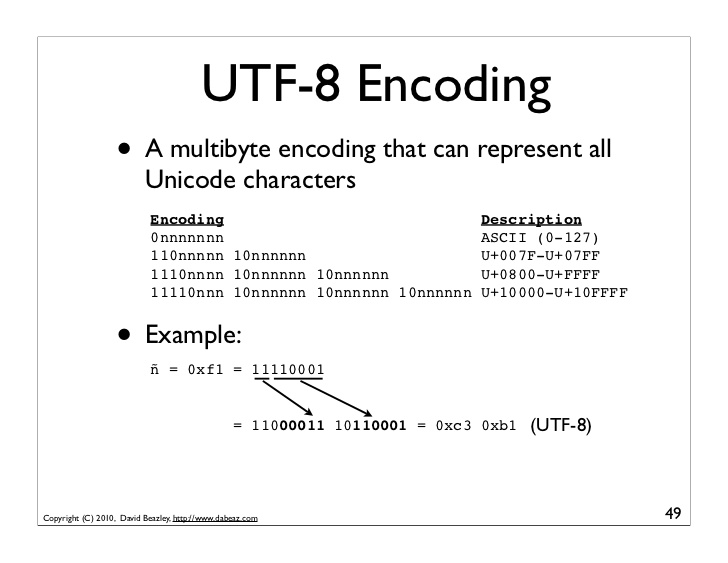 UTF-8 Encoding
• A multibyte encoding that can represent all
Unicode characters
Encoding Description
0nnnnnnn ASCII (0-127)
110nnnnn 10nnnnnn U+007F-U+07FF
1110nnnn 10nnnnnn 10nnnnnn U+0800-U+FFFF
11110nnn 10nnnnnn 10nnnnnn 10nnnnnn U+10000-U+10FFFF
• Example:
ñ = 0xf1 = 11110001
= 11000011 10110001 = 0xc3 0xb1 (UTF-8)
Copyright (C) 2010, David Beazley, http://www.dabeaz.com
49